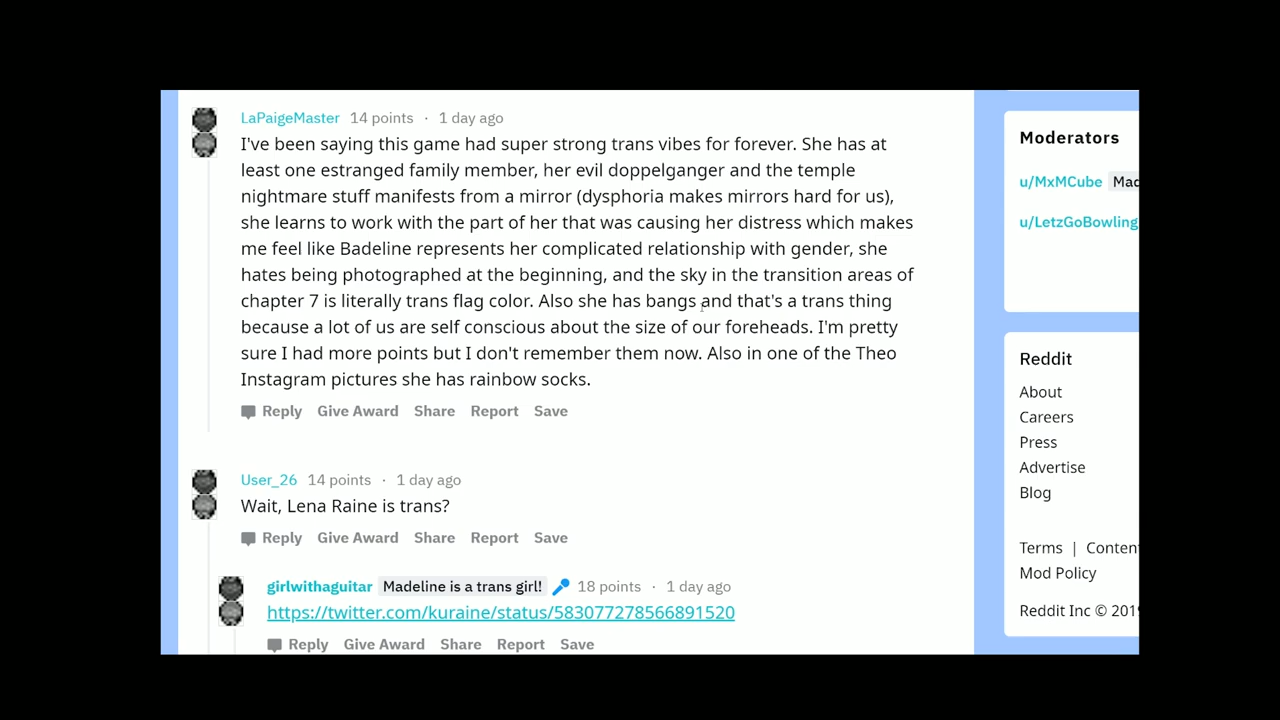 LaPaigeMaster 14 points · 1 day ago
I've been saying this game had super strong trans vibes for forever. She has at
least one estranged family member, her evil doppelganger and the temple
nightmare stuff manifests from a mirror (dysphoria makes mirrors hard for us),
she learns to work with the part of her that was causing her distress which makes
me feel like Badeline represents her complicated relationship with gender, she
hates being photographed at the beginning, and the sky in the transition areas of
chapter 7 is literally trans flag color. Also she has bangs and that's a trans thing
because a lot of us are self conscious about the size of our foreheads. I'm pretty
sure I had more points but I don't remember them now. Also in one of the Theo
Instagram pictures she has rainbow socks.
Reply Give Award Share Report Save
User_26 14 points · 1 day ago
Wait, Lena Raine is trans?
Reply Give Award Share Report Save
girlwithaguitar Madeline is a trans girl! 18 points · 1 day ago
https://twitter.com/kuraine/status/583077278566891520
Reply Give Award Share Report Save
Moderators
u/MxMCube Mad
u/LetzGoBowling
Reddit
About
Careers
Press
Advertise
Blog
Terms | Conten
Mod Policy
Reddit Inc © 2019